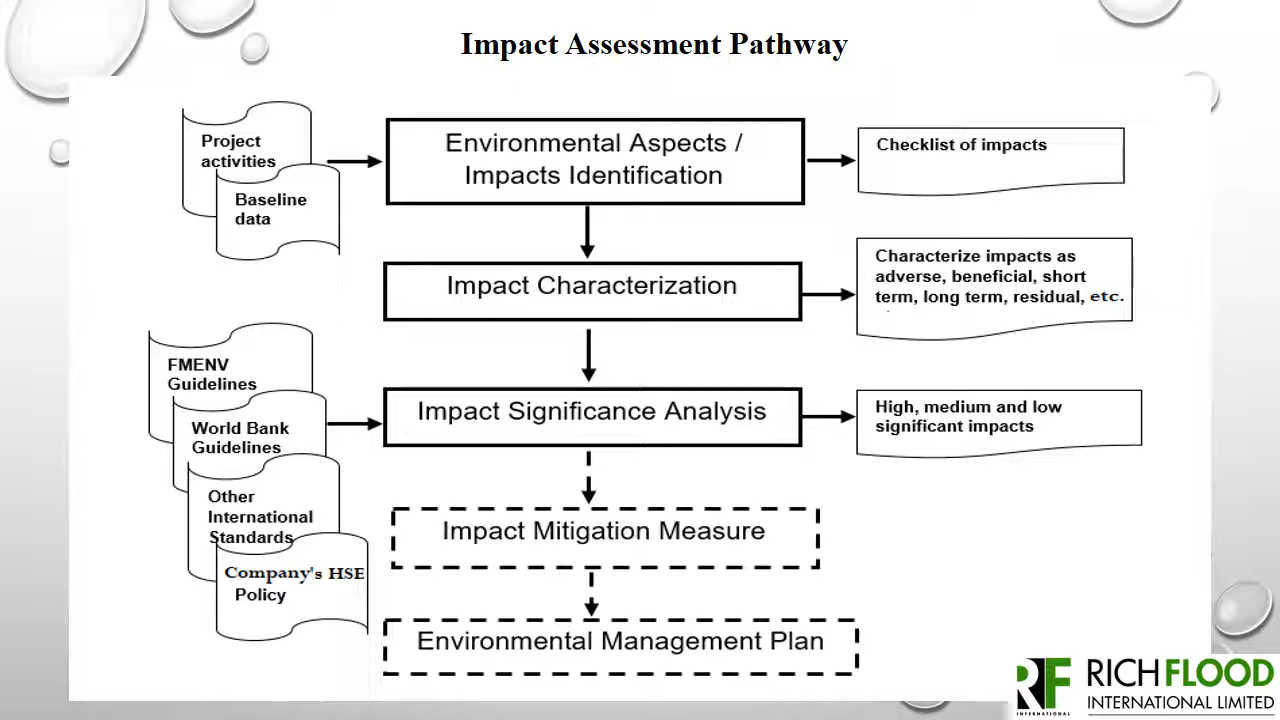 Impact Assessment Pathway
Project
activities
Baseline
data
Environmental Aspects /
Impacts Identification
Checklist of impacts
Impact Characterization
Characterize impacts as
adverse, beneficial, short
term, long term, residual, etc.
FMENV
Guidelines
World Bank
Guidelines
Other
International
Standards
Company's HSE
Policy
Impact Significance Analysis
High, medium and low
significant impacts
Impact Mitigation Measure
Environmental Management Plan
RF
INTERNATIONAL
RICHFLOOD
INTERNATIONAL LIMITED